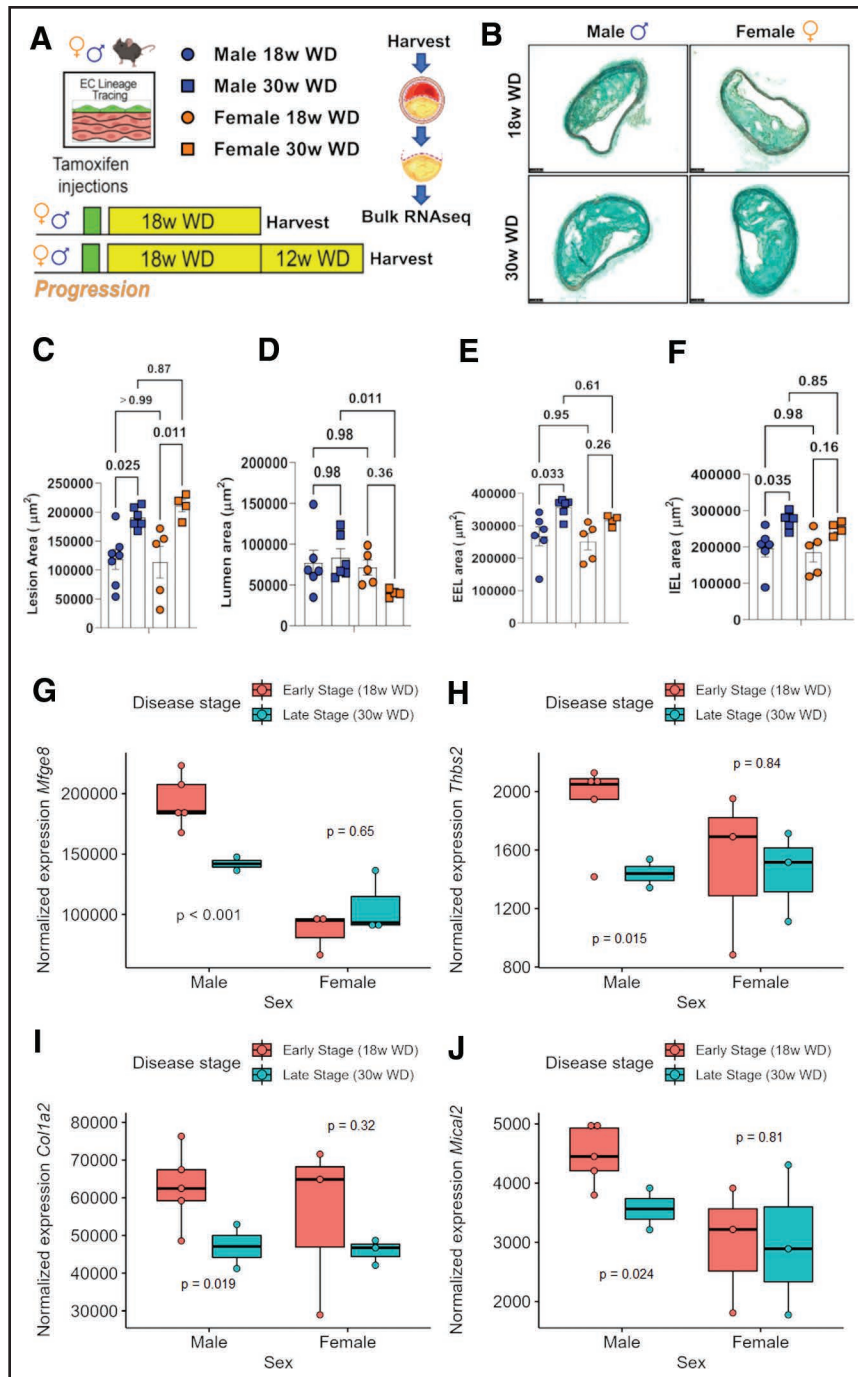 A
♀ ♂
EC Lineage
Tracing
Tamoxifen
injections
Male 18w WD
Male 30w WD
Female 18w WD
Female 30w WD
Harvest
Bulk RNAseq
♀ ♂ 18w WD Harvest
♀ ♂ 18w WD 12w WD Harvest
Progression
B
Male ♂ Female ♀
18w WD
30w WD
C
0.87
>0.99
0.011
0.025
Lesion Area ( μm²)
250000
200000
150000
100000
50000
0
D
0.011
0.98
0.98 0.36
Lumen area ( μm²)
200000
150000
100000
50000
0
E
0.61
0.95
0.26
0.033
EEL area ( μm²)
400000
300000
200000
100000
0
F
0.85
0.98
0.16
0.035
IEL area ( μm²)
400000
300000
200000
100000
0
G
Disease stage
Early Stage (18w WD)
Late Stage (30w WD)
Normalized expression Mfge8
200000
150000
100000
p < 0.001
p = 0.65
Male Female
Sex
H
Disease stage
Early Stage (18w WD)
Late Stage (30w WD)
Normalized expression Thbs2
2000
1600
1200
800
p = 0.015
p = 0.84
Male Female
Sex
I
Disease stage
Early Stage (18w WD)
Late Stage (30w WD)
Normalized expression Col1a2
80000
70000
60000
50000
40000
30000
p = 0.019
p = 0.32
Male Female
Sex
J
Disease stage
Early Stage (18w WD)
Late Stage (30w WD)
Normalized expression Mical2
5000
4000
3000
2000
p = 0.024
p = 0.81
Male Female
Sex